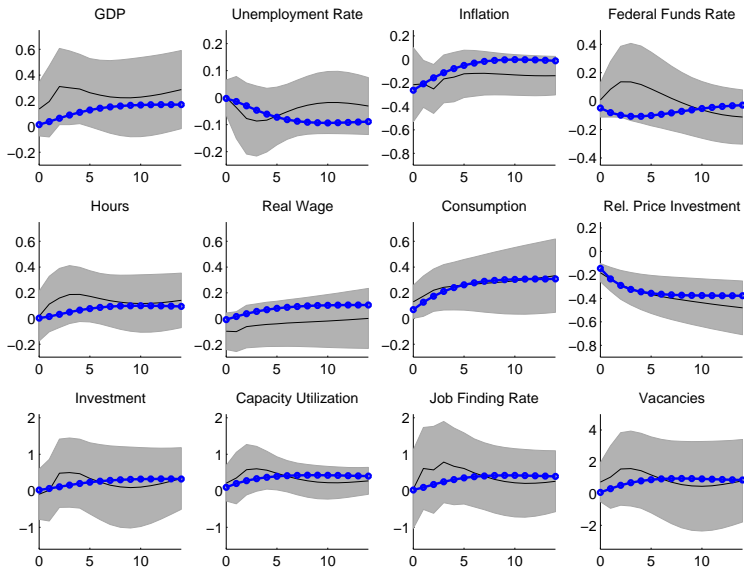 GDP
0.6
0.4
0.2
0
−0.2
0 5 10
Unemployment Rate
0.2
0.1
0
−0.1
−0.2
0 5 10
Inflation
0.2
0
−0.2
−0.4
−0.6
−0.8
0 5 10
Federal Funds Rate
0.4
0.2
0
−0.2
−0.4
0 5 10
Hours
0.6
0.4
0.2
0
−0.2
0 5 10
Real Wage
0.6
0.4
0.2
0
−0.2
0 5 10
Consumption
0.6
0.4
0.2
0
−0.2
0 5 10
Rel. Price Investment
0
−0.2
−0.4
−0.6
−0.8
0 5 10
Investment
2
1
0
−1
0 5 10
Capacity Utilization
2
1
0
−1
0 5 10
Job Finding Rate
2
1
0
−1
0 5 10
Vacancies
4
2
0
−2
0 5 10